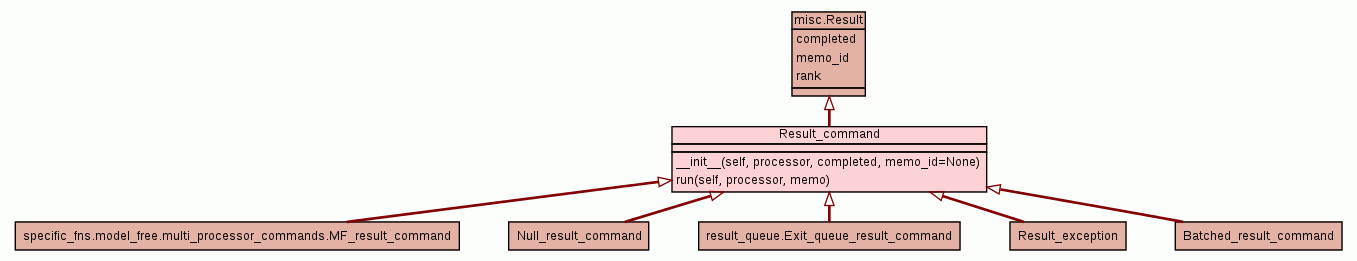 misc.Result
completed
memo_id
rank
Result_command
__init__(self, processor, completed, memo_id=None)
run(self, processor, memo)
specific_fns.model_free.multi_processor_commands.MF_result_command
Null_result_command
result_queue.Exit_queue_result_command
Result_exception
Batched_result_command